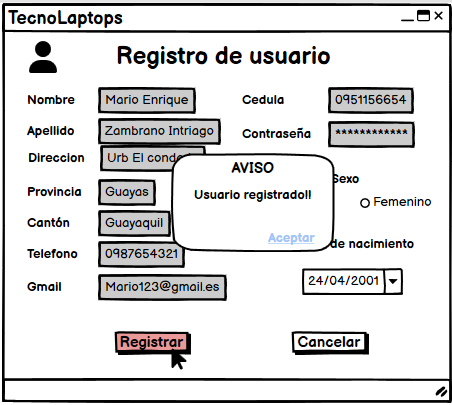 TecnoLaptops
Registro de usuario
Nombre Mario Enrique Cedula 0951156654
Apellido Zambrano Intriago Contraseña ************
Direccion Urb El
AVISO
Usuario registrado!!
Aceptar
Sexo
Provincia Guayas Femenino
Cantón Guayaquil
de nacimiento
Telefono 0987654321
Gmail Mario123@gmail.es 24/04/2001
Registrar Cancelar